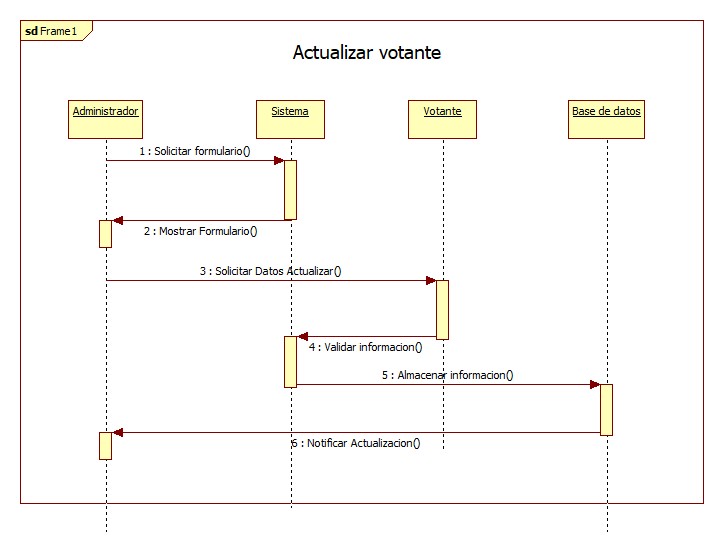 sd Frame1
Actualizar votante
Administrador
Sistema
Votante
Base de datos
1 : Solicitar formulario()
2 : Mostrar Formulario()
3 : Solicitar Datos Actualizar()
4 : Validar informacion()
5 : Almacenar informacion()
6 : Notificar Actualizacion()